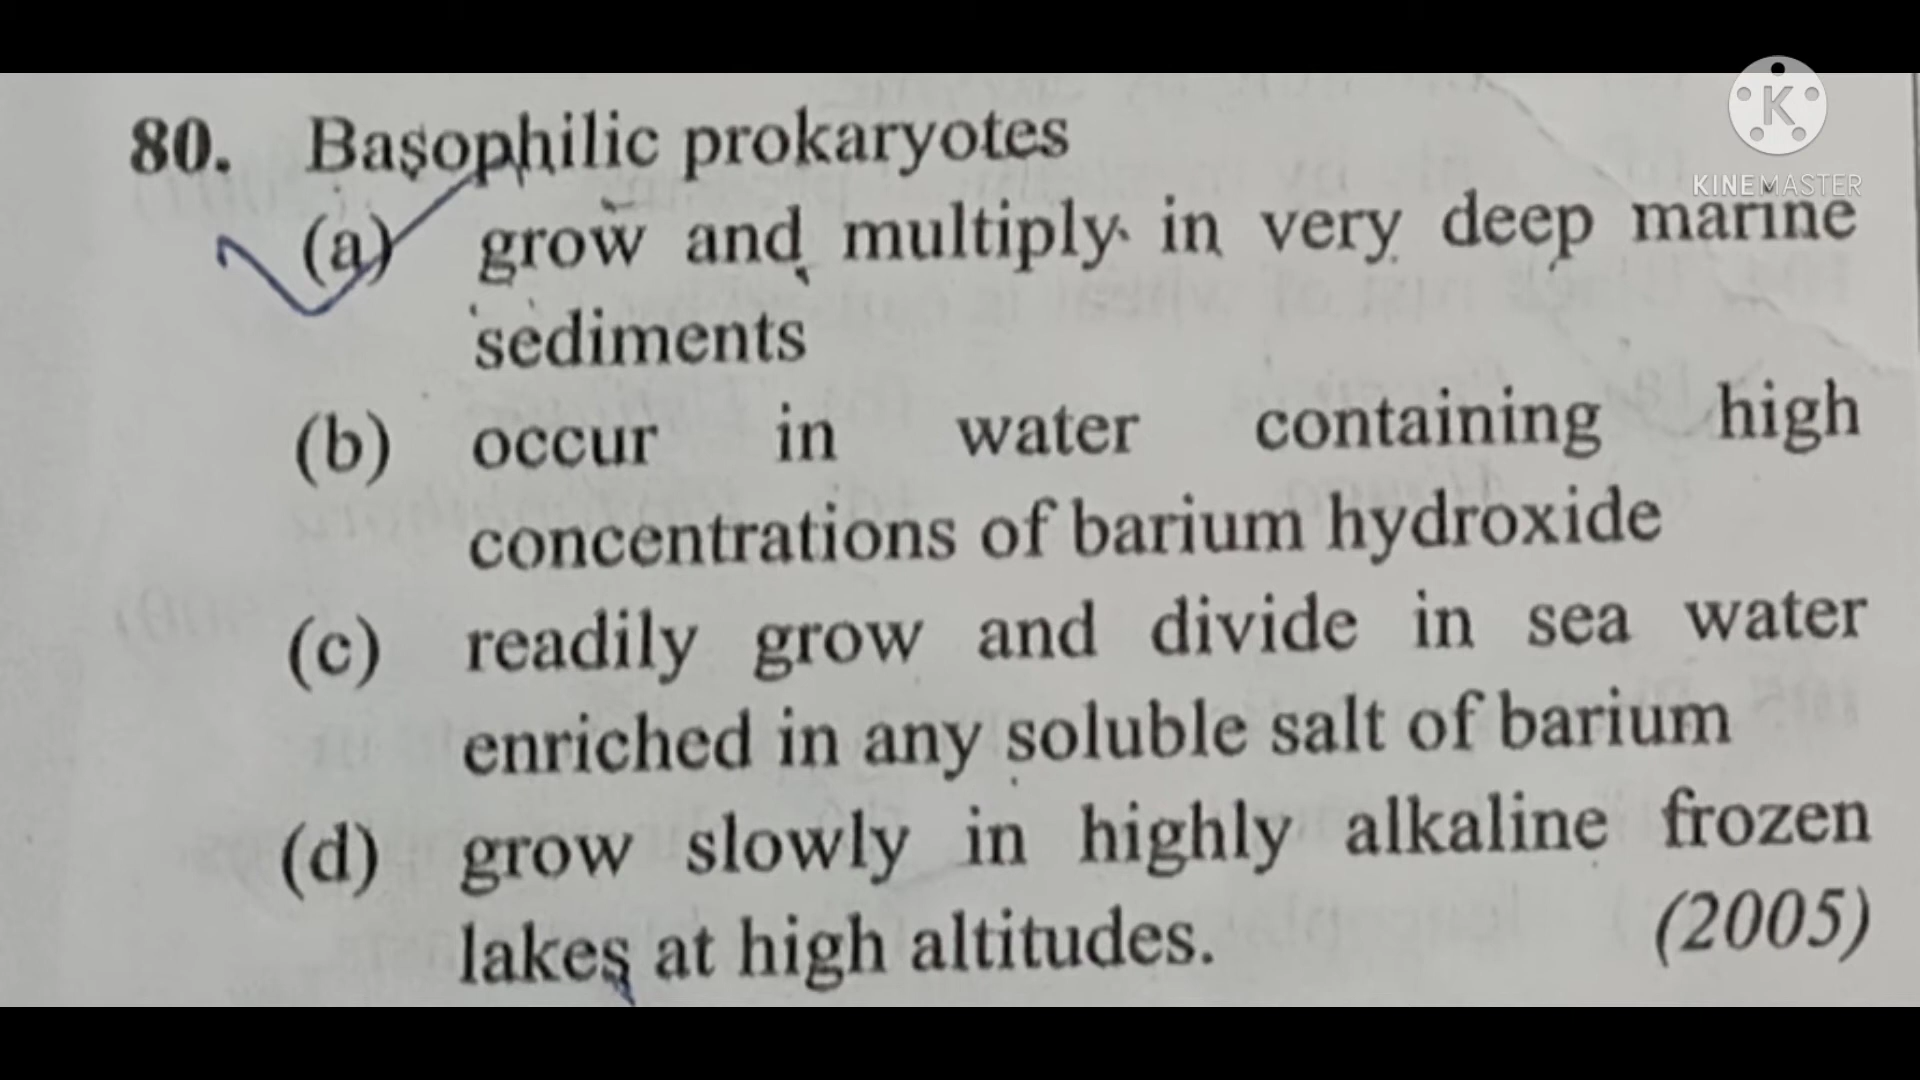 K
KINEMASTER
80. Basophilic prokaryotes
(a) grow and multiply in very deep marine
sediments
(b) occur in water containing high
concentrations of barium hydroxide
(c) readily grow and divide in sea water
enriched in any soluble salt of barium
(d) grow slowly in highly alkaline frozen
lakes at high altitudes. (2005)